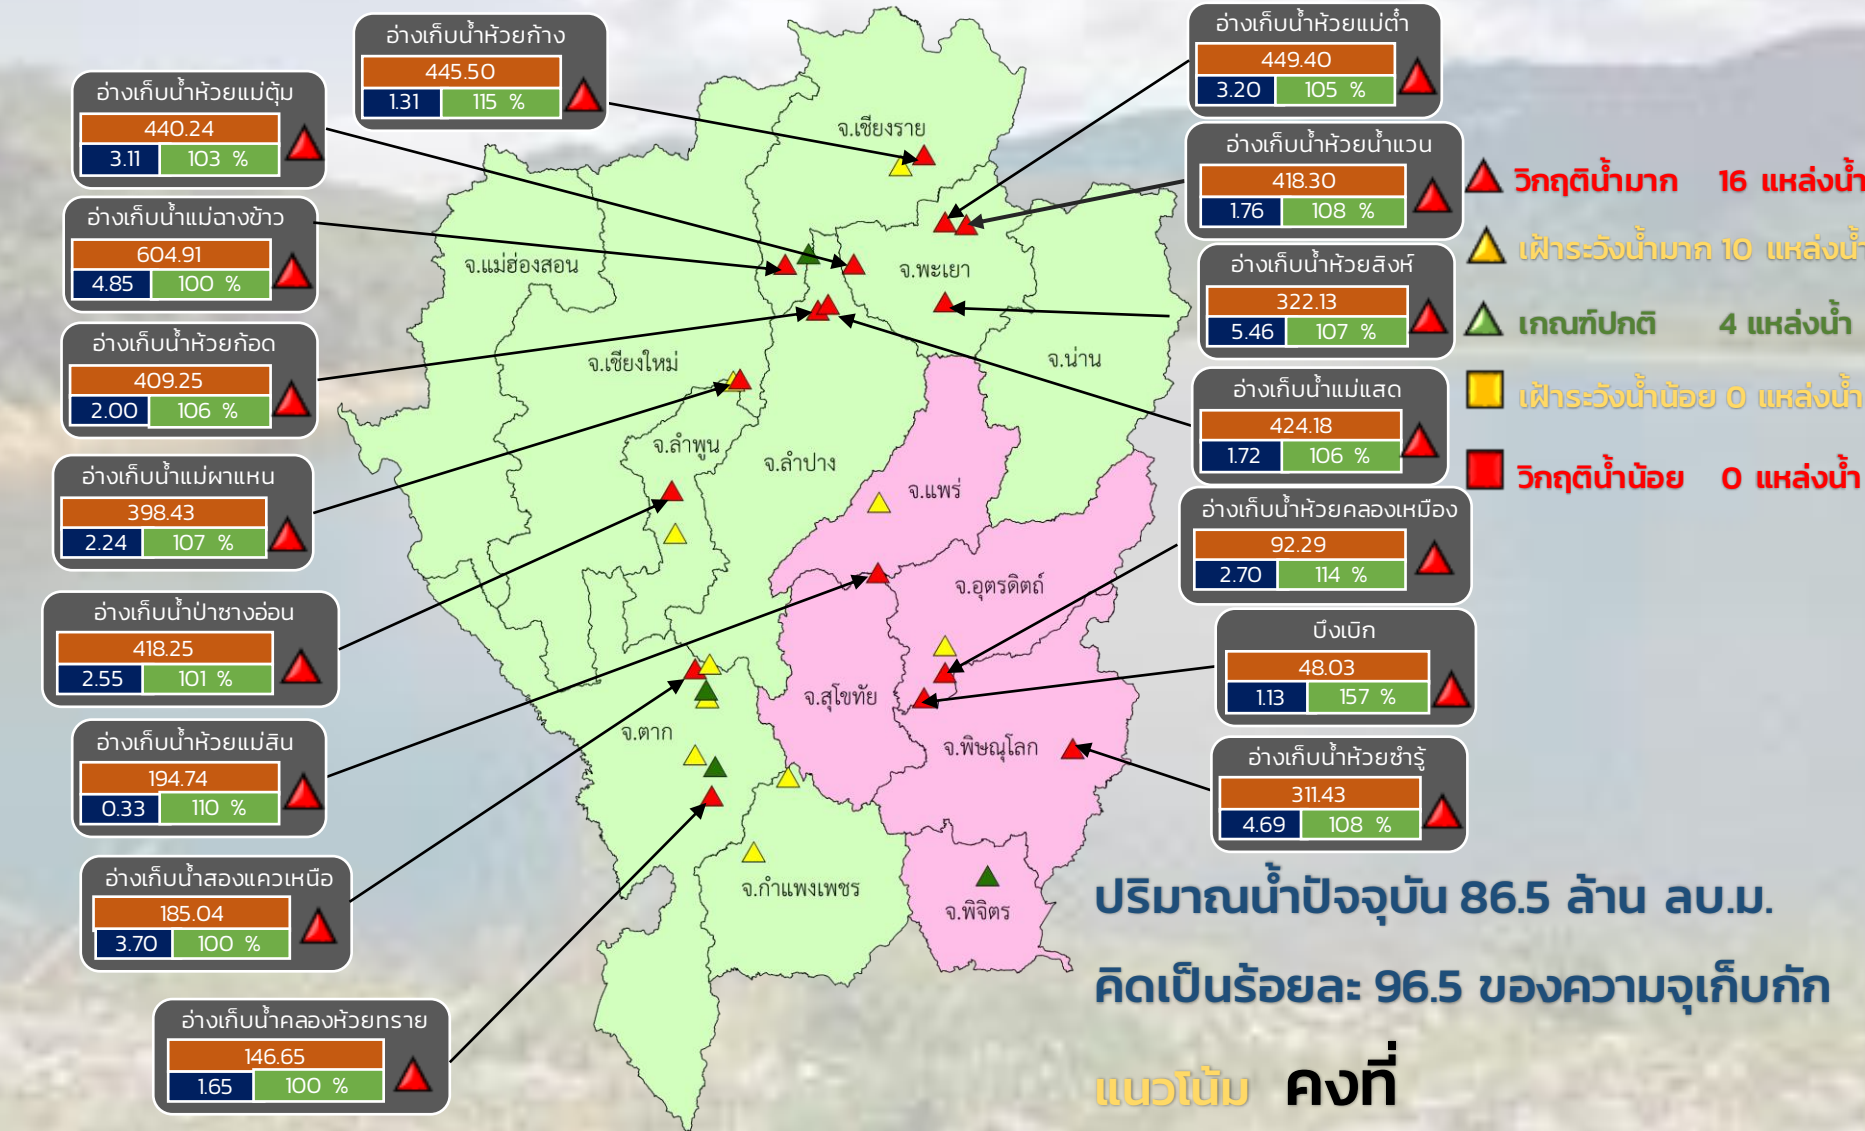 อ่างเก็บน้ำห้วยก้าง
445.50
1.31 115 %
อ่างเก็บน้ำห้วยแม่ตุ้ม
440.24
3.11 103 %
อ่างเก็บน้ำแม่ฉางข้าว
604.91
4.85 100 %
อ่างเก็บน้ำห้วยก้อด
409.25
2.00 106 %
อ่างเก็บน้ำแม่ผาแหน
398.43
2.24 107 %
อ่างเก็บน้ำป่าซางอ่อน
418.25
2.55 101 %
อ่างเก็บน้ำห้วยแม่สิน
194.74
0.33 110 %
อ่างเก็บน้ำสองแควเหนือ
185.04
3.70 100 %
อ่างเก็บน้ำคลองห้วยทราย
146.65
1.65 100 %
จ.เชียงราย
จ.แม่ฮ่องสอน
จ.พะเยา
จ.เชียงใหม่
จ.น่าน
จ.ลำพูน
จ.ลำปาง
จ.แพร่
จ.อุตรดิตถ์
จ.สุโขทัย
จ.ตาก
จ.พิษณุโลก
จ.กำแพงเพชร
จ.พิจิตร
อ่างเก็บน้ำห้วยแม่ต่ำ
449.40
3.20 105 %
อ่างเก็บน้ำห้วยน้ำแวน
418.30
1.76 108 %
อ่างเก็บน้ำห้วยสิงห์
322.13
5.46 107 %
อ่างเก็บน้ำแม่แสด
424.18
1.72 106 %
อ่างเก็บน้ำห้วยคลองเหมือง
92.29
2.70 114 %
บึงเบิก
48.03
1.13 157 %
อ่างเก็บน้ำห้วยซำรู้
311.43
4.69 108 %
วิกฤติน้ำมาก 16 แหล่งน้ำ
เฝ้าระวังน้ำมาก 10 แหล่งน้ำ
เกณฑ์ปกติ 4 แหล่งน้ำ
เฝ้าระวังน้ำน้อย 0 แหล่งน้ำ
วิกฤติน้ำน้อย 0 แหล่งน้ำ
ปริมาณน้ำปัจจุบัน 86.5 ล้าน ลบ.ม.
คิดเป็นร้อยละ 96.5 ของความจุเก็บกัก
แนวโน้ม คงที่